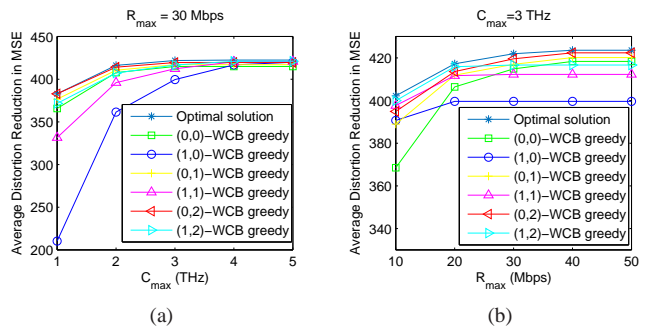 R_max = 30 Mbps
Average Distortion Reduction in MSE
450
400
350
300
250
200
1
2
3
4
5
C_max (THz)
Optimal solution
(0,0)−WCB greedy
(1,0)−WCB greedy
(0,1)−WCB greedy
(1,1)−WCB greedy
(0,2)−WCB greedy
(1,2)−WCB greedy
(a)
C_max=3 THz
Average Distortion Reduction in MSE
420
400
380
360
340
10
20
30
40
50
R_max (Mbps)
Optimal solution
(0,0)−WCB greedy
(1,0)−WCB greedy
(0,1)−WCB greedy
(1,1)−WCB greedy
(0,2)−WCB greedy
(1,2)−WCB greedy
(b)